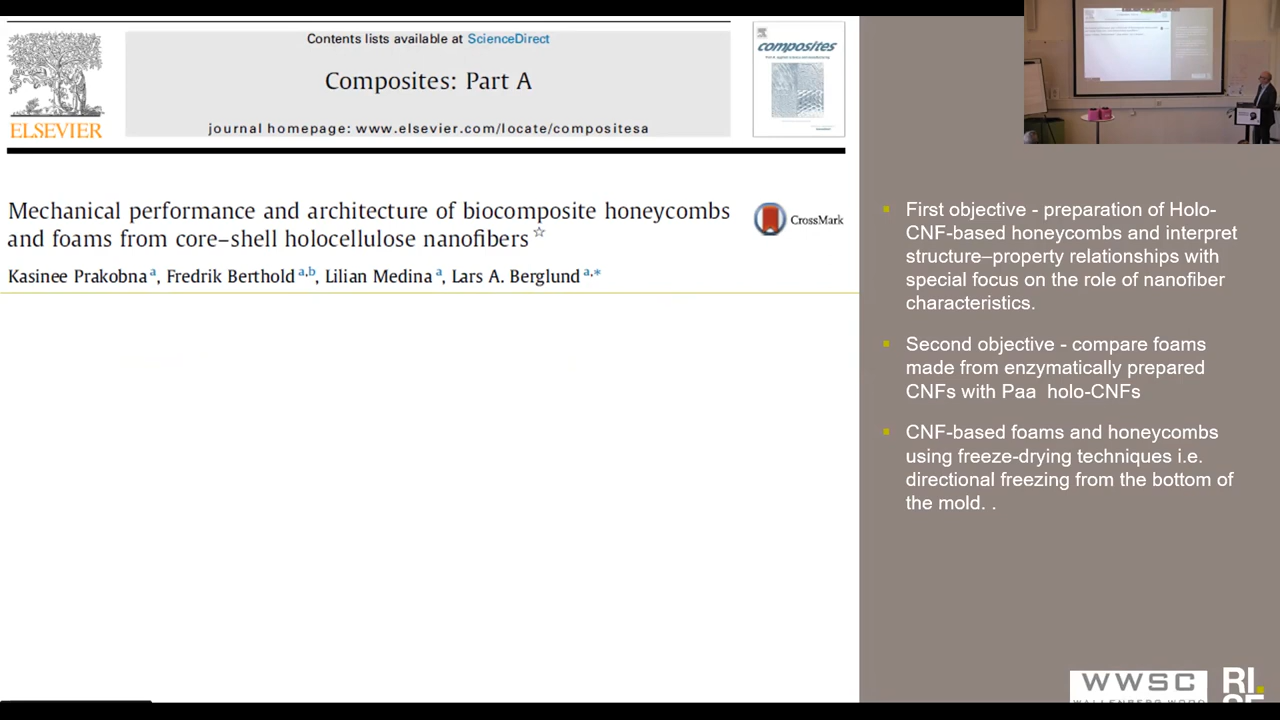 Contents lists available at ScienceDirect
Composites: Part A
journal homepage: www.elsevier.com/locate/compositesa
ELSEVIER
composites
Mechanical performance and architecture of biocomposite honeycombs
and foams from core–shell holocellulose nanofibers☆
CrossMark
Kasinee Prakobna a, Fredrik Berthold a,b, Lilian Medina a, Lars A. Berglund a,*
▪ First objective - preparation of Holo-
CNF-based honeycombs and interpret
structure–property relationships with
special focus on the role of nanofiber
characteristics.
▪ Second objective - compare foams
made from enzymatically prepared
CNFs with Paa holo-CNFs
▪ CNF-based foams and honeycombs
using freeze-drying techniques i.e.
directional freezing from the bottom of
the mold. .
WWSC
RI.
SE